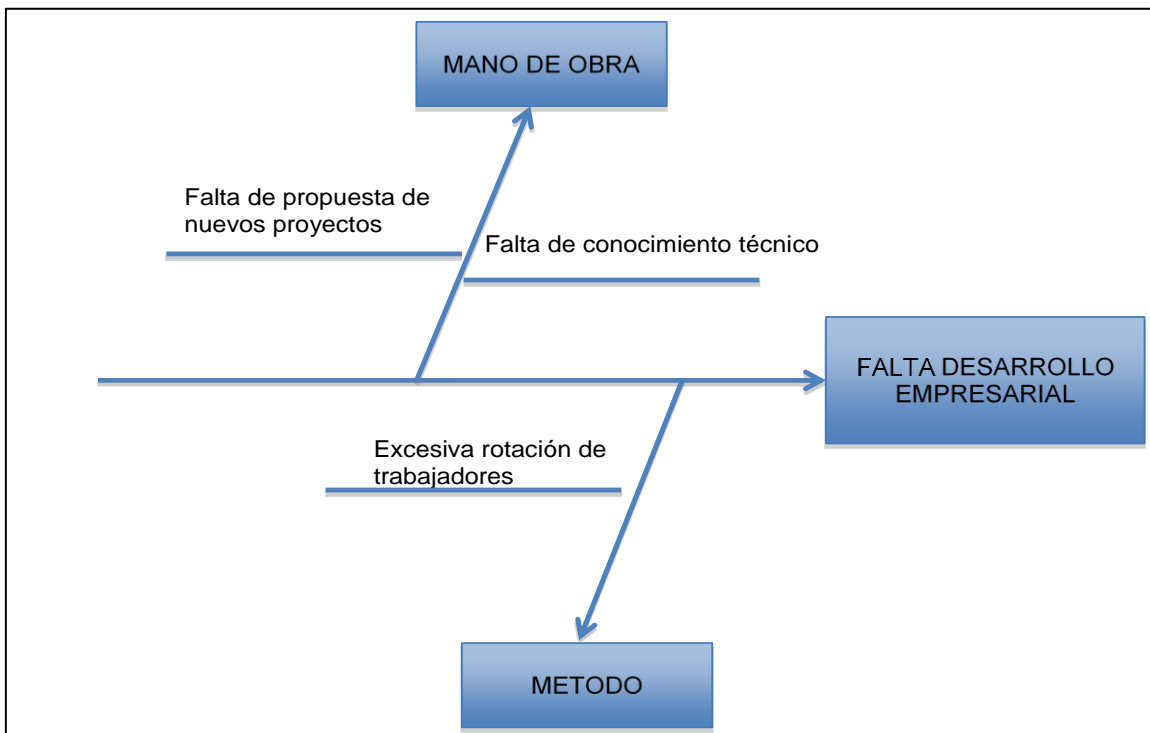 MANO DE OBRA
Falta de propuesta de
nuevos proyectos
Falta de conocimiento técnico
FALTA DESARROLLO
EMPRESARIAL
Excesiva rotación de
trabajadores
METODO